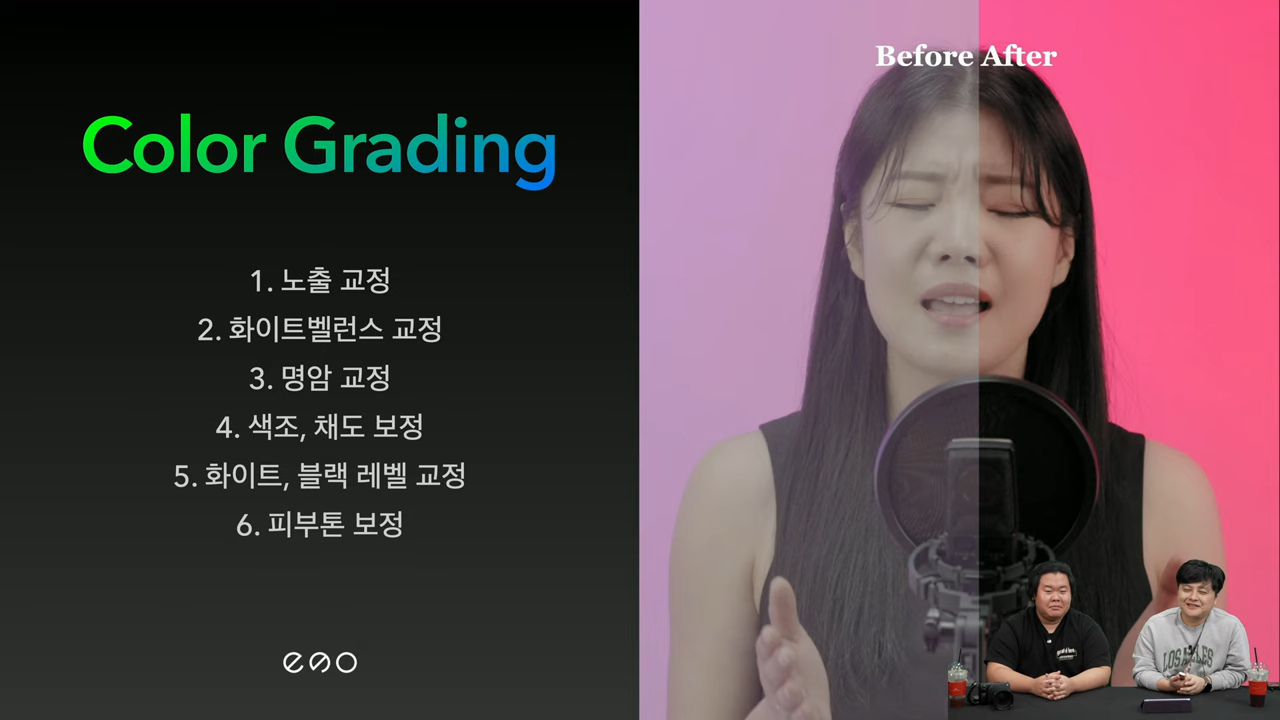 Color Grading
1. 노출 교정
2. 화이트벨런스 교정
3. 명암 교정
4. 색조, 채도 보정
5. 화이트, 블랙 레벨 교정
6. 피부톤 보정
eno
Before After